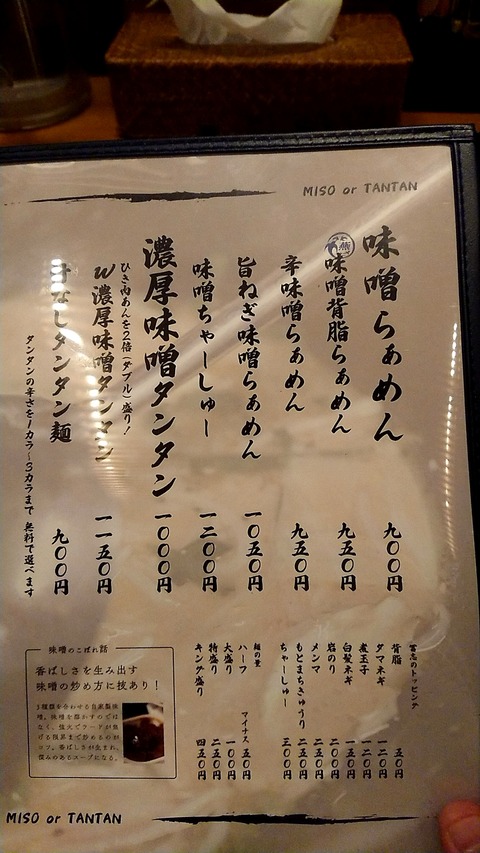 MISO or TANTAN
味噌らぁめん 九〇〇円
味噌背脂らぁめん 九五〇円
辛味噌らぁめん 九五〇円
旨ねぎ味噌らぁめん 一〇五〇円
味噌ちゃーしゅー 一二〇〇円
濃厚味噌タンタン 一〇〇〇円
ひき肉あんを2倍(ダブル)盛り!
W濃厚味噌タンタン 一一五〇円
汁なしタンタン麺 九〇〇円
タンタンの辛さを1カラ〜3カラまで 無料で選べます
背脂 五〇円
タマネギ 一〇〇円
煮玉子 一二〇円
白髪ネギ 一五〇円
岩のり 二〇〇円
メンマ 二〇〇円
もとまちきゅうり 二五〇円
ちゃーしゅー 三〇〇円
麺の量
ハーフ マイナス 五〇円
大盛り 一〇〇円
特盛り 二五〇円
キング盛り 四五〇円
味噌のこぼれ話
香ばしさを生み出す
味噌の炒め方に技あり!
MISO or TANTAN